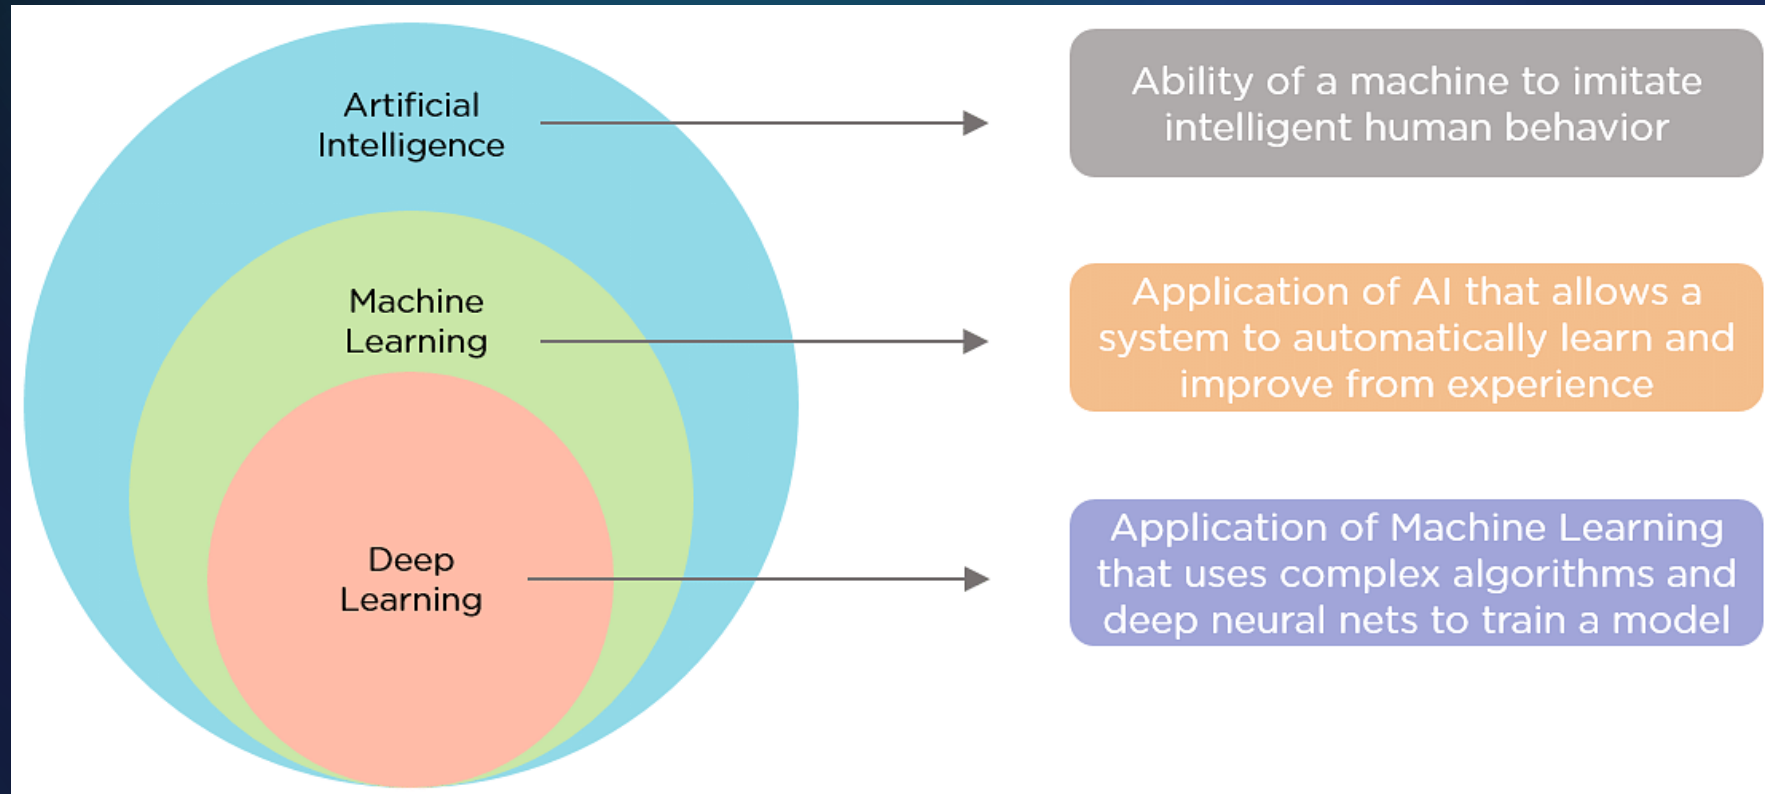 Artificial
Intelligence
Ability of a machine to imitate
intelligent human behavior
Machine
Learning
Application of AI that allows a
system to automatically learn and
improve from experience
Deep
Learning
Application of Machine Learning
that uses complex algorithms and
deep neural nets to train a model